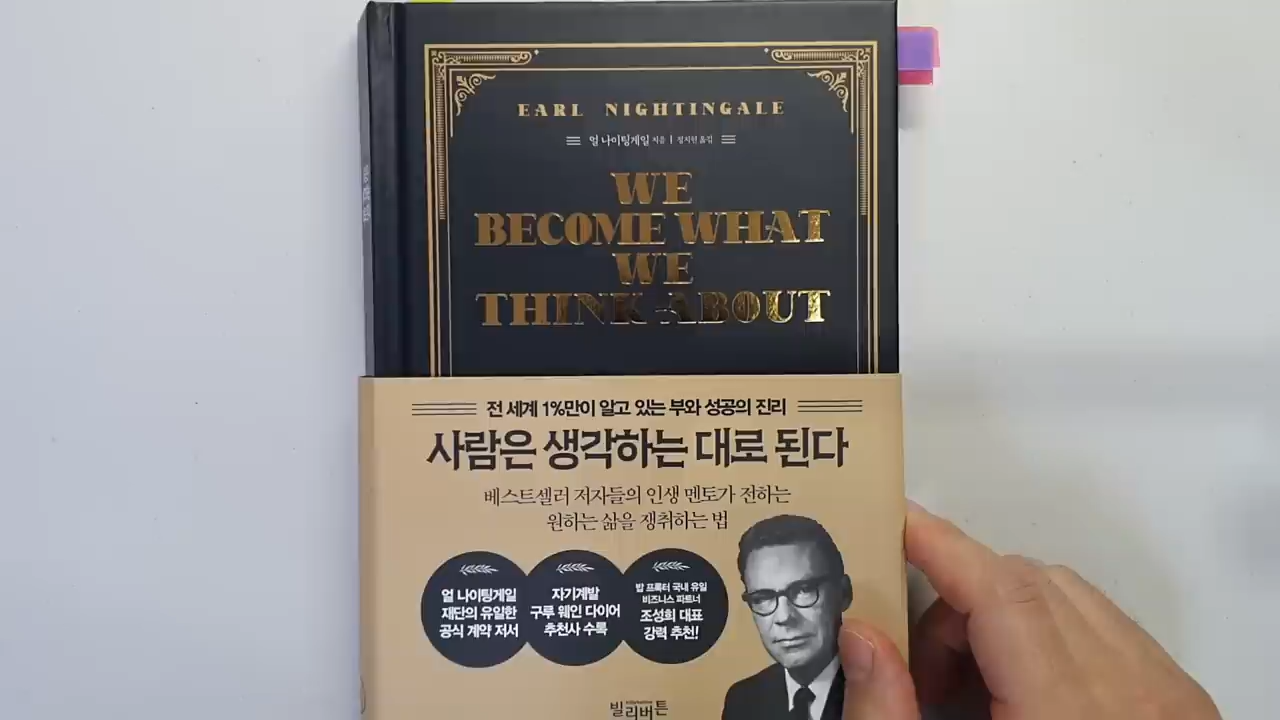 EARL NIGHTINGALE
얼 나이팅게일 지음 | 정지현 옮김
WE
BECOME WHAT
WE
THINK ABOUT
전 세계 1%만이 알고 있는 부와 성공의 진리
사람은 생각하는 대로 된다
베스트셀러 저자들의 인생 멘토가 전하는
원하는 삶을 쟁취하는 법
얼 나이팅게일
재단의 유일한
공식 계약 저서
자기계발
구루 웨인 다이어
추천사 수록
밥 프록터 국내 유일
비즈니스 파트너
조성희 대표
강력 추천!
빌리버튼